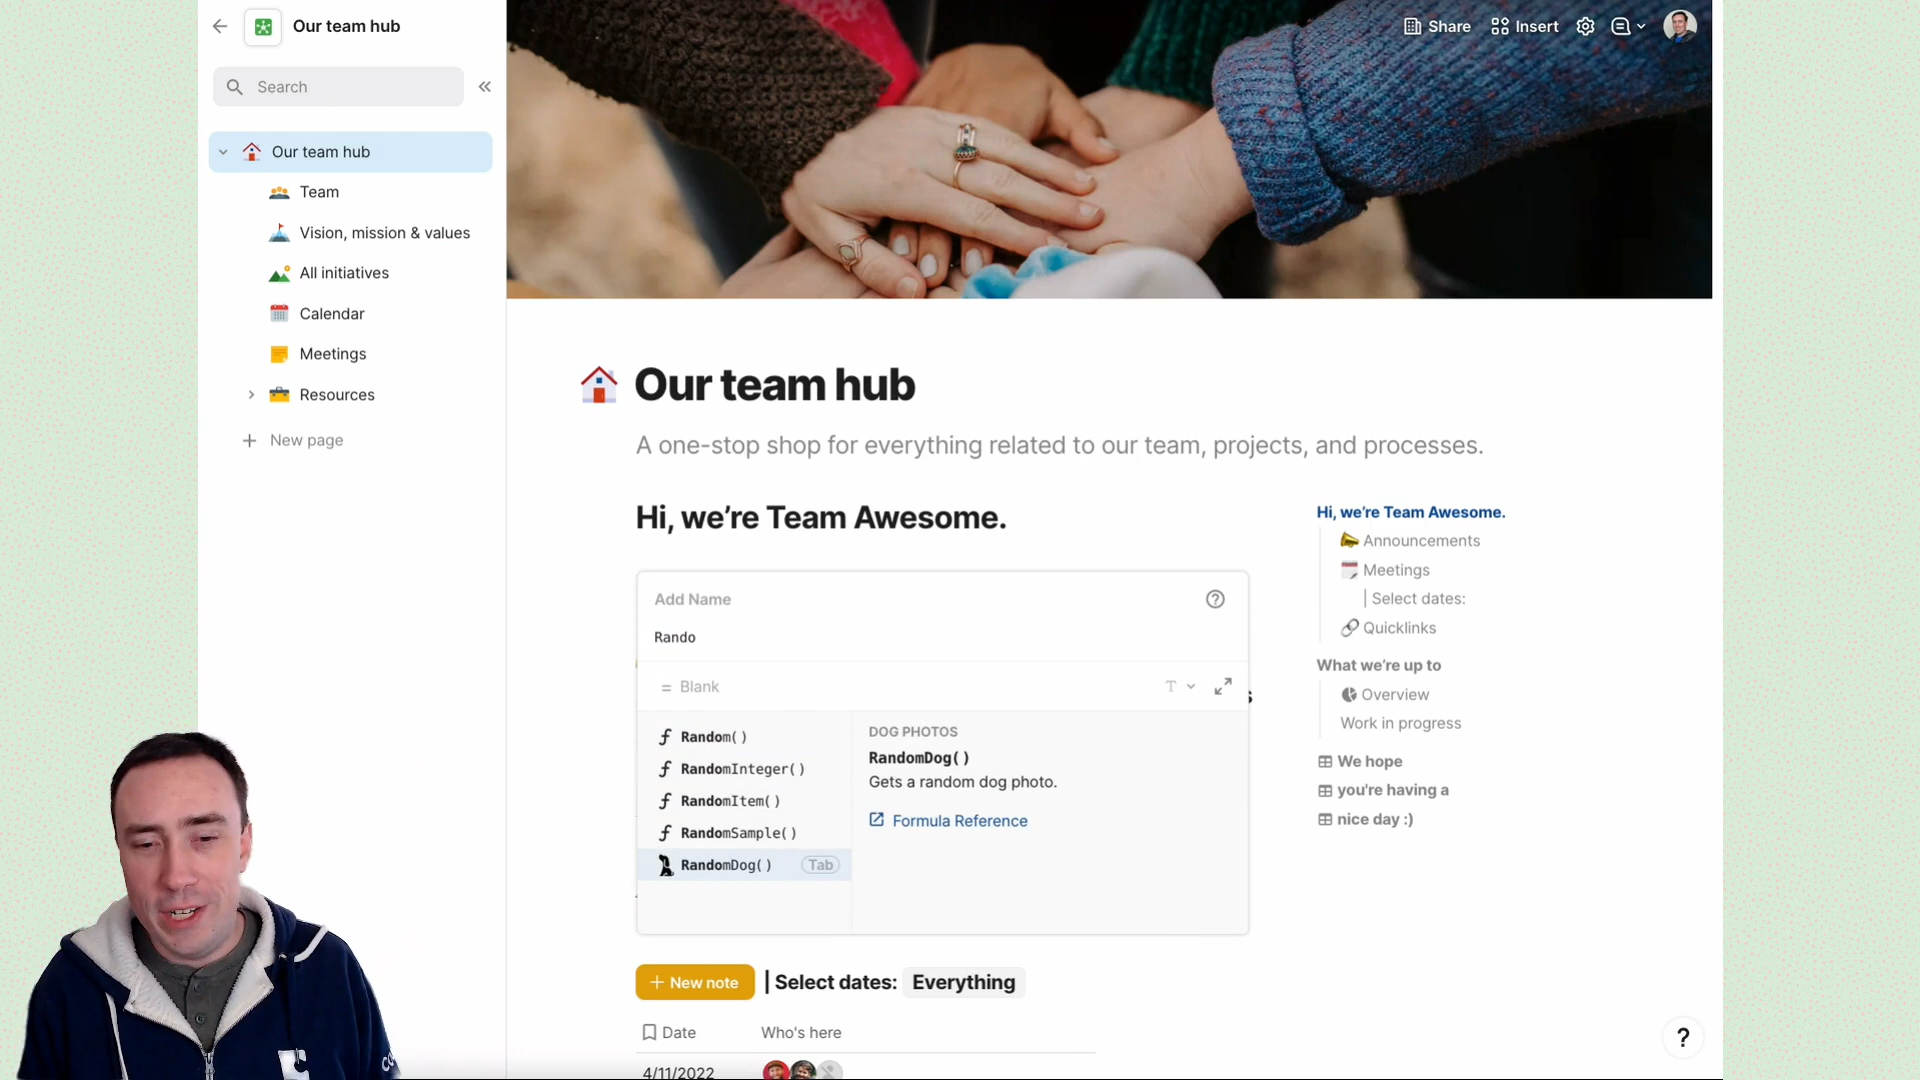 Our team hub
Share
Insert
Search
Our team hub
Team
Vision, mission & values
All initiatives
Calendar
Meetings
Resources
New page
Our team hub
A one-stop shop for everything related to our team, projects, and processes.
Hi, we’re Team Awesome.
Add Name
Rando
= Blank
T
Random()
RandomInteger()
RandomItem()
RandomSample()
RandomDog() Tab
DOG PHOTOS
RandomDog()
Gets a random dog photo.
Formula Reference
+ New note | Select dates: Everything
Date Who's here
4/11/2022
Hi, we’re Team Awesome.
Announcements
Meetings
| Select dates:
Quicklinks
What we’re up to
Overview
Work in progress
We hope
you're having a
nice day :)
?